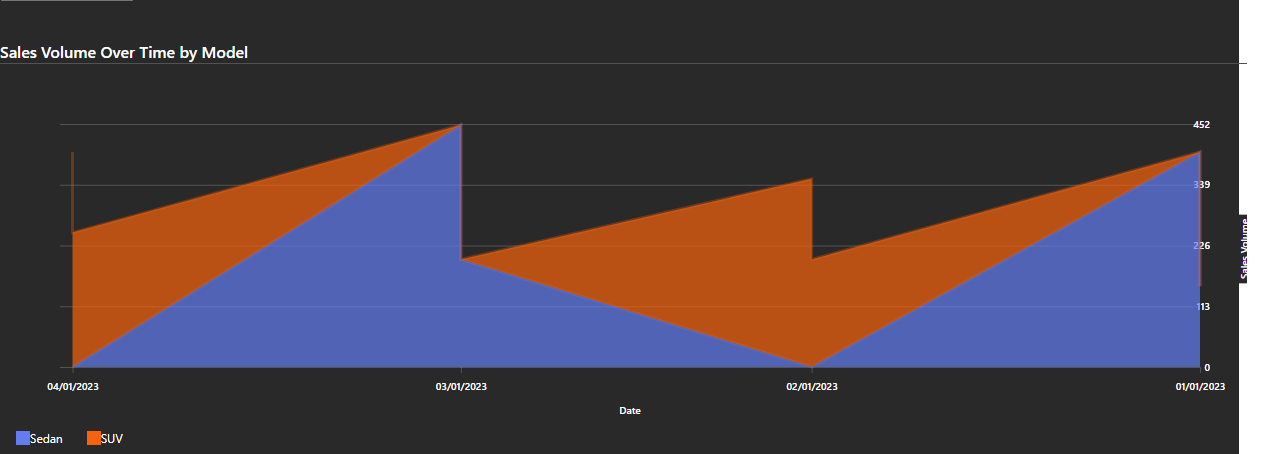 Sales Volume Over Time by Model
452
339
226
113
0
Sales Volume
04/01/2023
03/01/2023
02/01/2023
01/01/2023
Date
Sedan
SUV